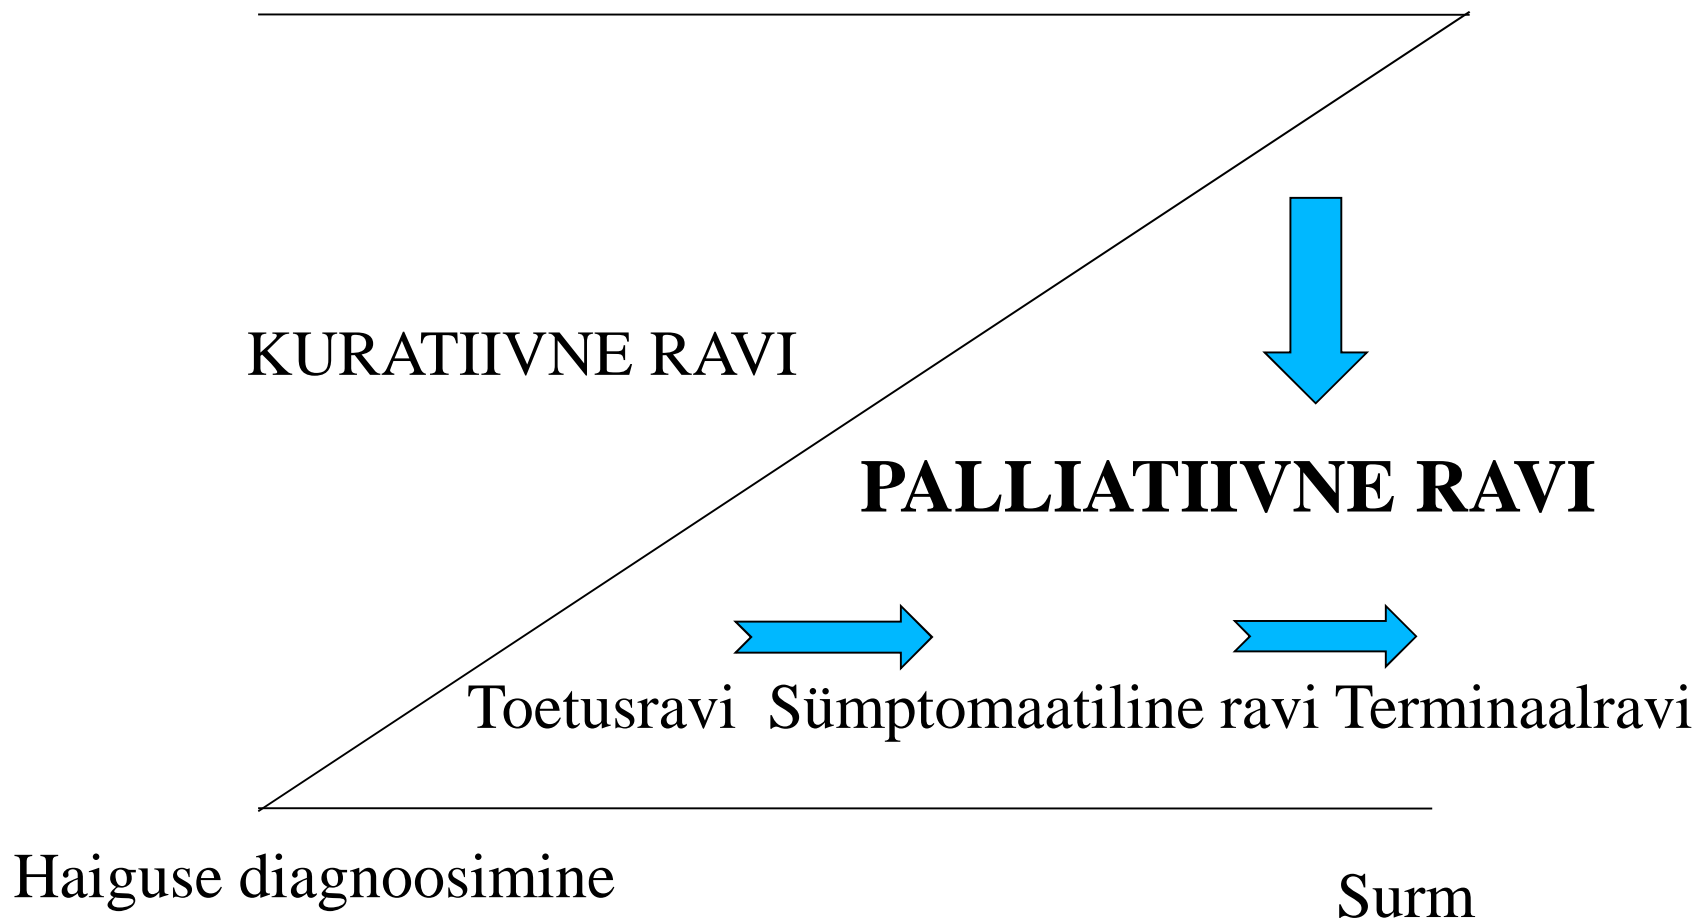 KURATIIVNE RAVI
PALLIATIIVNE RAVI
Toetusravi Sümptomaatiline ravi Terminaalravi
Haiguse diagnoosimine
Surm